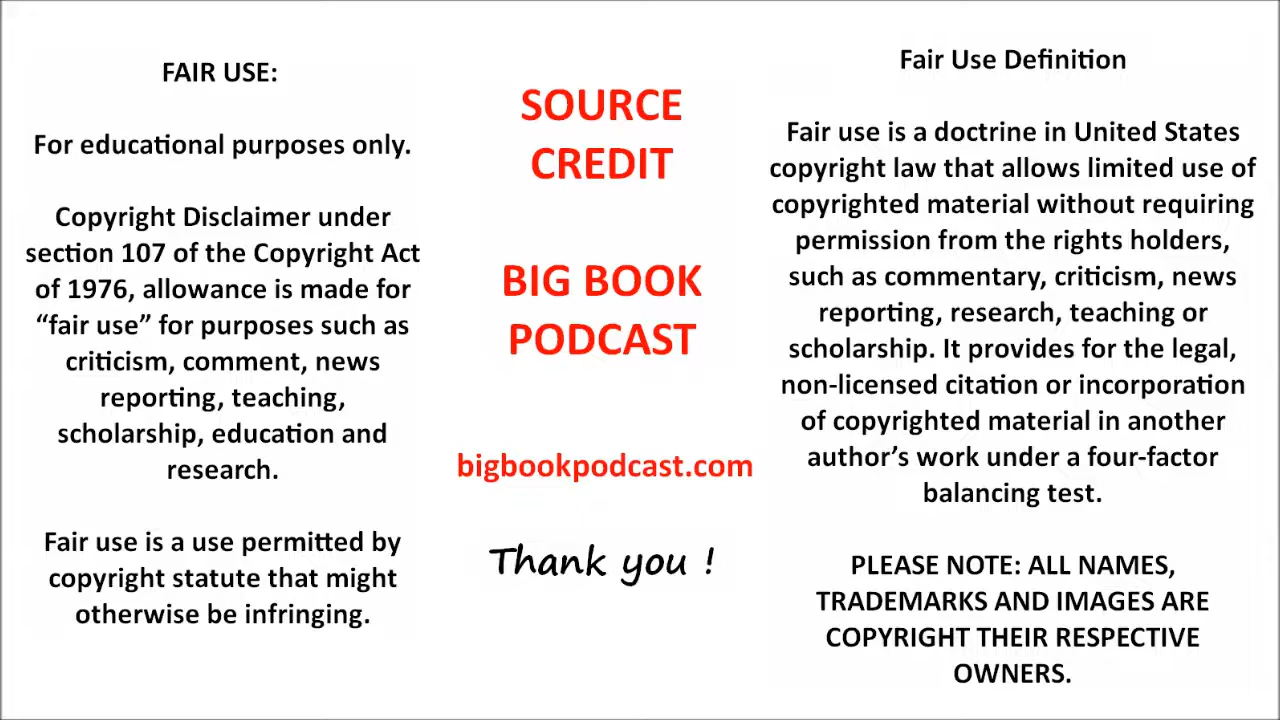 FAIR USE:
For educational purposes only.
Copyright Disclaimer under
section 107 of the Copyright Act
of 1976, allowance is made for
“fair use” for purposes such as
criticism, comment, news
reporting, teaching,
scholarship, education and
research.
Fair use is a use permitted by
copyright statute that might
otherwise be infringing.
SOURCE
CREDIT
BIG BOOK
PODCAST
bigbookpodcast.com
Thank you !
Fair Use Definition
Fair use is a doctrine in United States
copyright law that allows limited use of
copyrighted material without requiring
permission from the rights holders,
such as commentary, criticism, news
reporting, research, teaching or
scholarship. It provides for the legal,
non-licensed citation or incorporation
of copyrighted material in another
author’s work under a four-factor
balancing test.
PLEASE NOTE: ALL NAMES,
TRADEMARKS AND IMAGES ARE
COPYRIGHT THEIR RESPECTIVE
OWNERS.